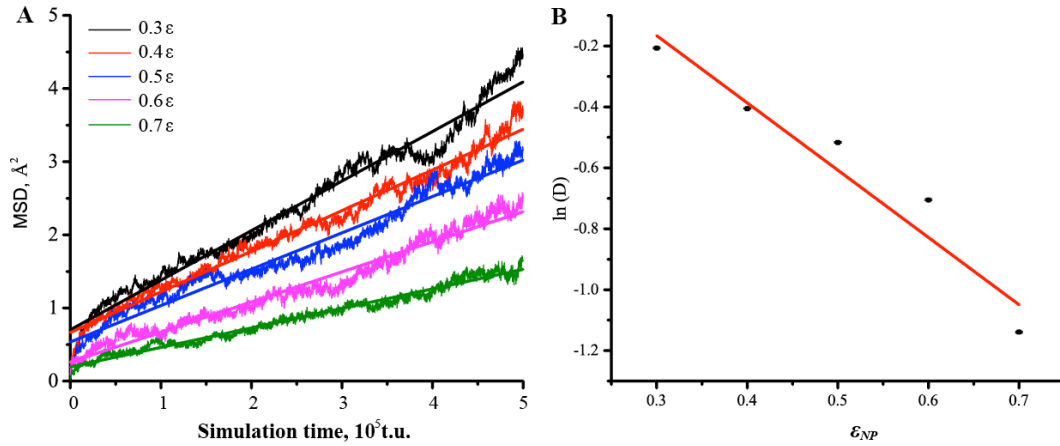 A
5
4
3
2
1
0
MSD, Å²
0.3 ε
0.4 ε
0.5 ε
0.6 ε
0.7 ε
0 1 2 3 4 5
Simulation time, 10⁵t.u.
B
-0.2
-0.4
-0.6
-0.8
-1.0
-1.2
ln (D)
0.3 0.4 0.5 0.6 0.7
ε_NP